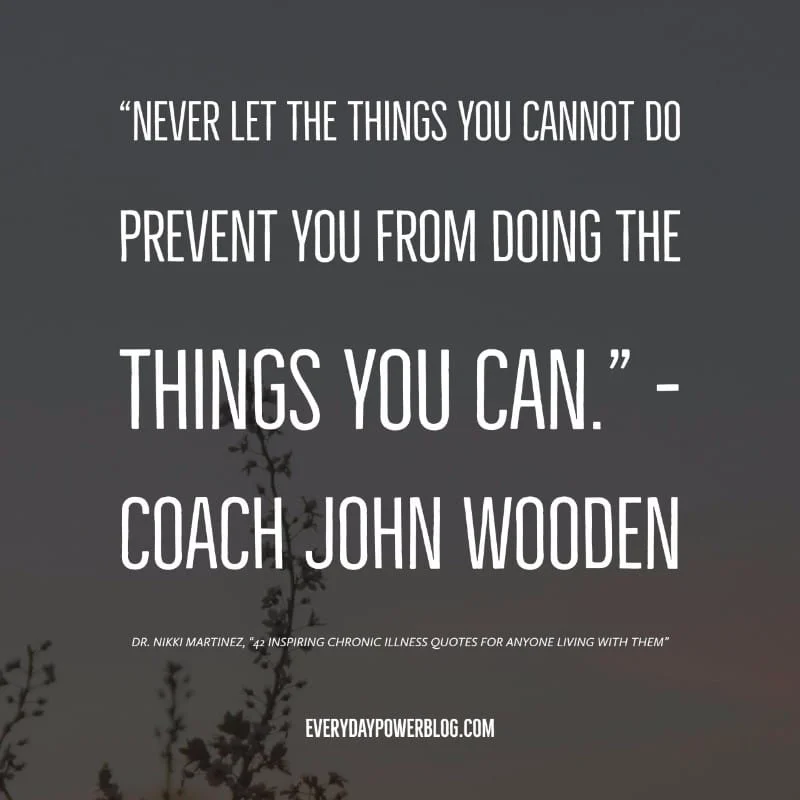 “NEVER LET THE THINGS YOU CANNOT DO
PREVENT YOU FROM DOING THE
THINGS YOU CAN.” -
COACH JOHN WOODEN
DR. NIKKI MARTINEZ, “42 INSPIRING CHRONIC ILLNESS QUOTES FOR ANYONE LIVING WITH THEM”
EVERYDAYPOWERBLOG.COM